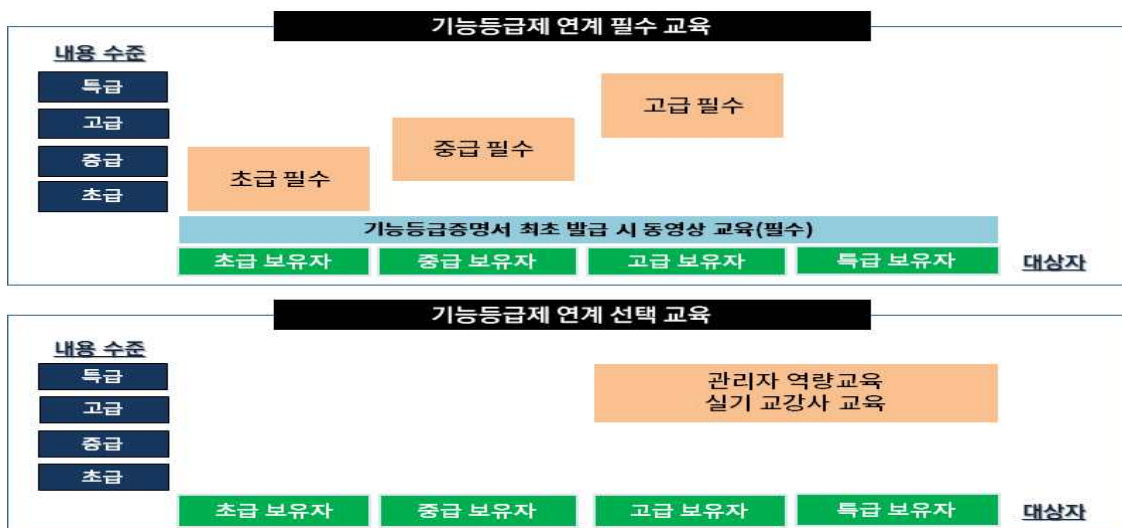 기능등급제 연계 필수 교육
내용 수준
특급
고급 필수
고급
중급 필수
중급
초급 필수
초급
기능등급증명서 최초 발급 시 동영상 교육(필수)
초급 보유자 중급 보유자 고급 보유자 특급 보유자 대상자
기능등급제 연계 선택 교육
내용 수준
특급
관리자 역량교육
실기 교강사 교육
고급
중급
초급
초급 보유자 중급 보유자 고급 보유자 특급 보유자 대상자